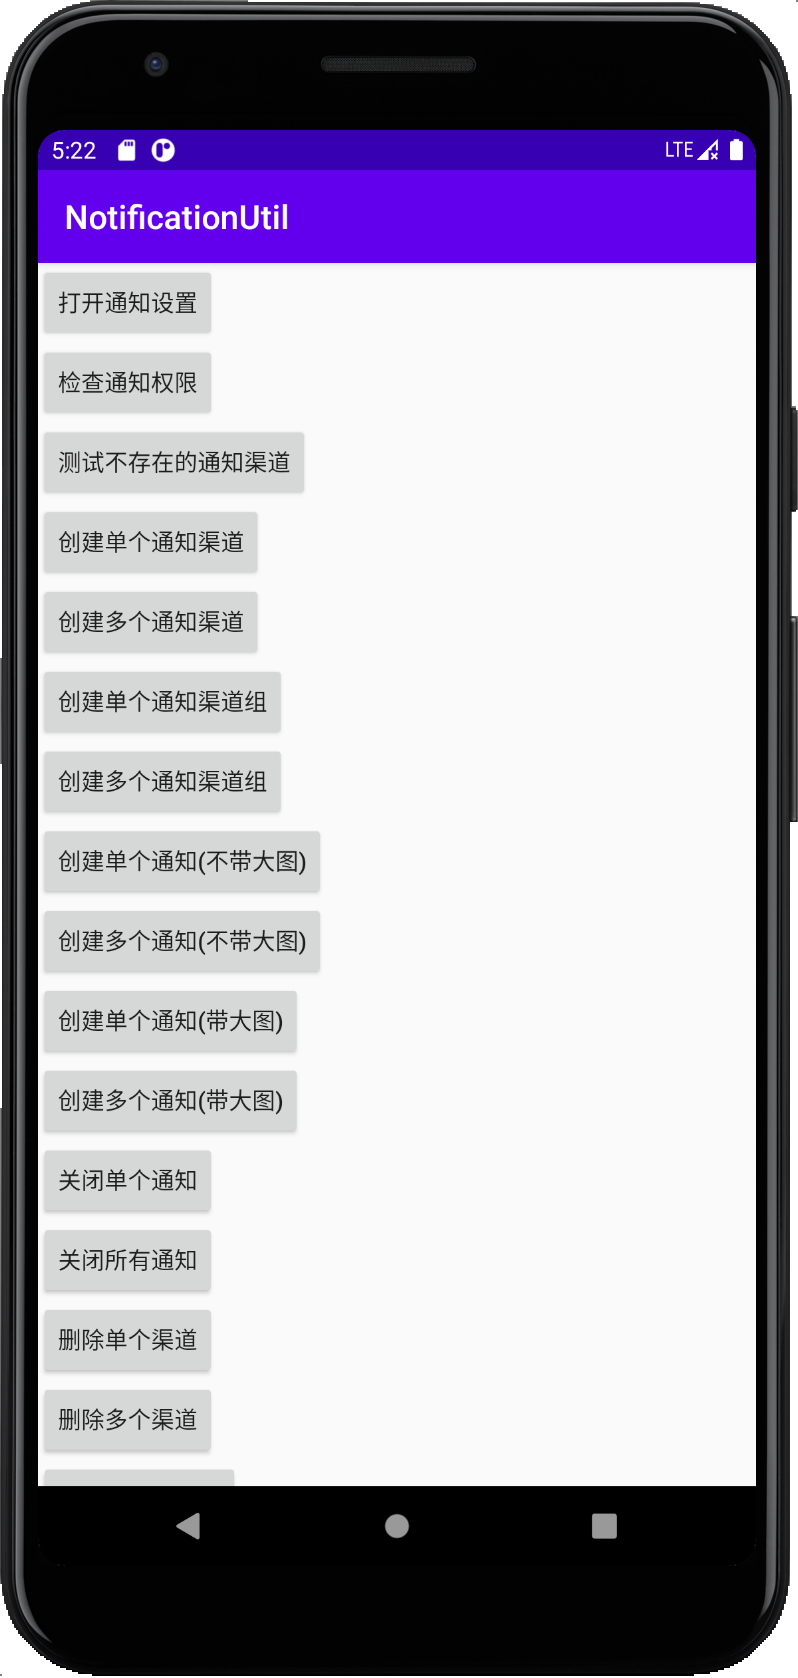 5:22
LTE
NotificationUtil
打开通知设置
检查通知权限
测试不存在的通知渠道
创建单个通知渠道
创建多个通知渠道
创建单个通知渠道组
创建多个通知渠道组
创建单个通知(不带大图)
创建多个通知(不带大图)
创建单个通知(带大图)
创建多个通知(带大图)
关闭单个通知
关闭所有通知
删除单个渠道
删除多个渠道